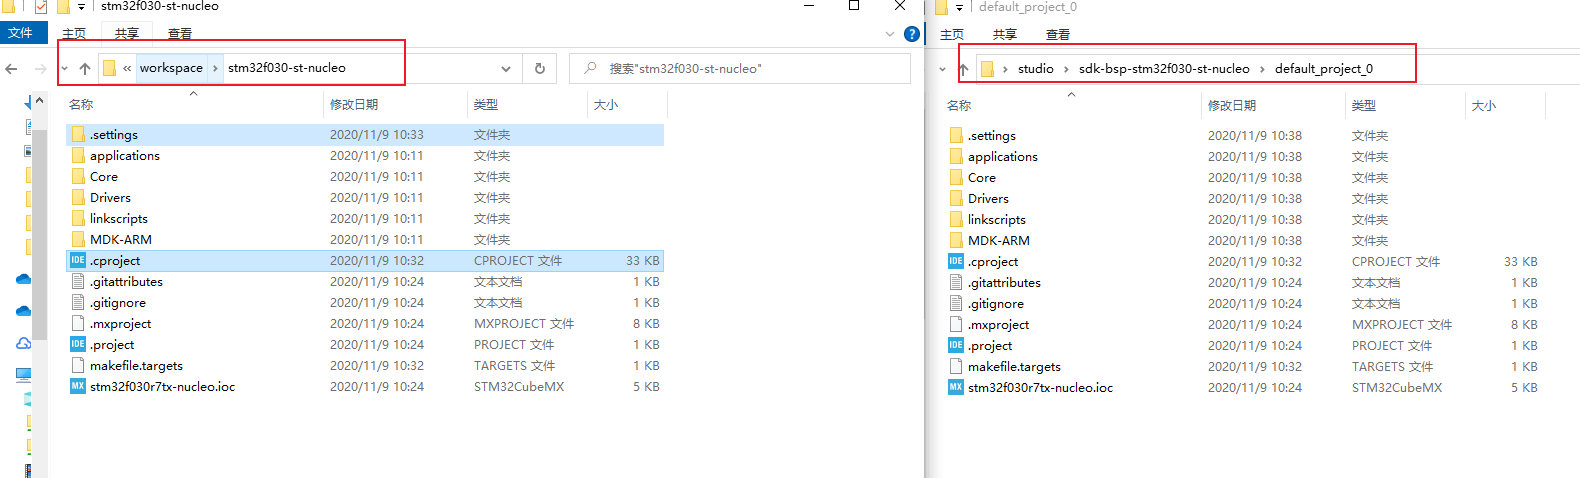 stm32f030-st-nucleo
文件 主页 共享 查看
« workspace › stm32f030-st-nucleo
搜索"stm32f030-st-nucleo"
名称 修改日期 类型 大小
.settings 2020/11/9 10:33 文件夹
applications 2020/11/9 10:11 文件夹
Core 2020/11/9 10:11 文件夹
Drivers 2020/11/9 10:11 文件夹
linkscripts 2020/11/9 10:11 文件夹
MDK-ARM 2020/11/9 10:11 文件夹
IDE .cproject 2020/11/9 10:32 CPROJECT 文件 33 KB
.gitattributes 2020/11/9 10:24 文本文档 1 KB
.gitignore 2020/11/9 10:24 文本文档 1 KB
.mxproject 2020/11/9 10:24 MXPROJECT 文件 8 KB
IDE .project 2020/11/9 10:24 PROJECT 文件 1 KB
makefile.targets 2020/11/9 10:32 TARGETS 文件 1 KB
MX stm32f030r7tx-nucleo.ioc 2020/11/9 10:24 STM32CubeMX 5 KB
default_project_0
主页 共享 查看
› studio › sdk-bsp-stm32f030-st-nucleo › default_project_0
名称 修改日期 类型 大小
.settings 2020/11/9 10:38 文件夹
applications 2020/11/9 10:38 文件夹
Core 2020/11/9 10:38 文件夹
Drivers 2020/11/9 10:38 文件夹
linkscripts 2020/11/9 10:38 文件夹
MDK-ARM 2020/11/9 10:38 文件夹
IDE .cproject 2020/11/9 10:32 CPROJECT 文件 33 KB
.gitattributes 2020/11/9 10:24 文本文档 1 KB
.gitignore 2020/11/9 10:24 文本文档 1 KB
.mxproject 2020/11/9 10:24 MXPROJECT 文件 8 KB
IDE .project 2020/11/9 10:24 PROJECT 文件 1 KB
makefile.targets 2020/11/9 10:32 TARGETS 文件 1 KB
MX stm32f030r7tx-nucleo.ioc 2020/11/9 10:24 STM32CubeMX 5 KB